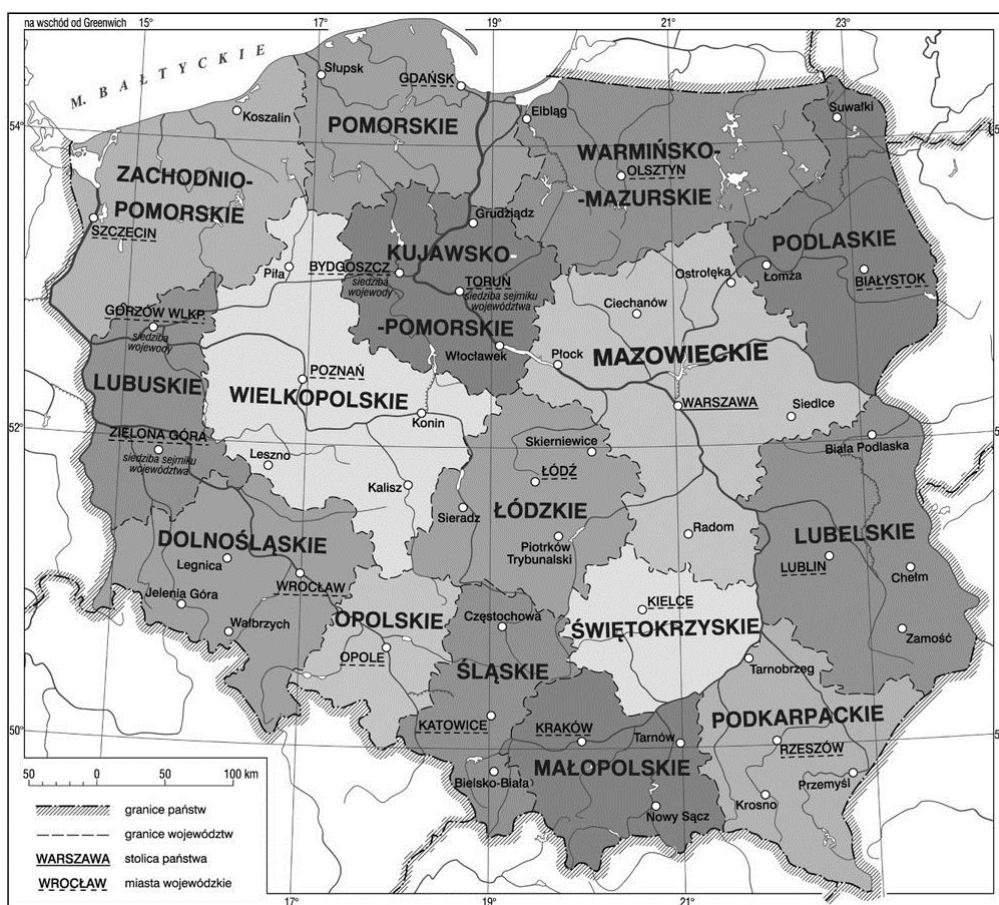 na wschód od Greenwich
15°
17°
19°
21°
23°
M. BAŁTYCKIE
Słupsk
GDAŃSK
Koszalin
POMORSKIE
Elbląg
Suwałki
54°
WARMIŃSKO-
OLSZTYN
-MAZURSKIE
ZACHODNIO-
POMORSKIE
SZCZECIN
Grudziądz
KUJAWSKO-
PODLASKIE
Piła
BYDGOSZCZ
siedziba
wojewody
TORUŃ
siedziba sejmiku
województwa
Ostrołęka
Łomża
BIAŁYSTOK
Ciechanów
GORZÓW WLKP.
siedziba
wojewody
-POMORSKIE
Włocławek
Płock
MAZOWIECKIE
LUBUSKIE
POZNAŃ
WIELKOPOLSKIE
WARSZAWA
Siedlce
Konin
52°
ZIELONA GÓRA
siedziba sejmiku
województwa
Skierniewice
Biała Podlaska
Leszno
ŁÓDŹ
Kalisz
Sieradz
ŁÓDZKIE
Radom
DOLNOŚLĄSKIE
Piotrków
Trybunalski
LUBELSKIE
Legnica
LUBLIN
WROCŁAW
Chełm
Jelenia Góra
KIELCE
OPOLSKIE
Częstochowa
ŚWIĘTOKRZYSKIE
Wałbrzych
Zamość
OPOLE
ŚLĄSKIE
Tarnobrzeg
50°
KATOWICE
KRAKÓW
Tarnów
PODKARPACKIE
RZESZÓW
MAŁOPOLSKIE
Bielsko-Biała
Przemyśl
Krosno
Nowy Sącz
50 0 50 100 km
granice państw
granice województw
WARSZAWA stolica państwa
WROCŁAW miasta wojewódzkie
17°
19°
21°
23°